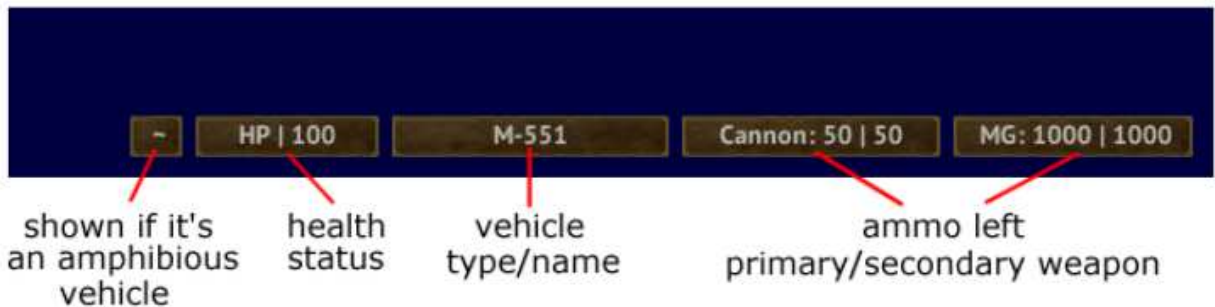 ~ HP | 100 M-551 Cannon: 50 | 50 MG: 1000 | 1000
shown if it's
an amphibious
vehicle
health
status
vehicle
type/name
ammo left
primary/secondary weapon